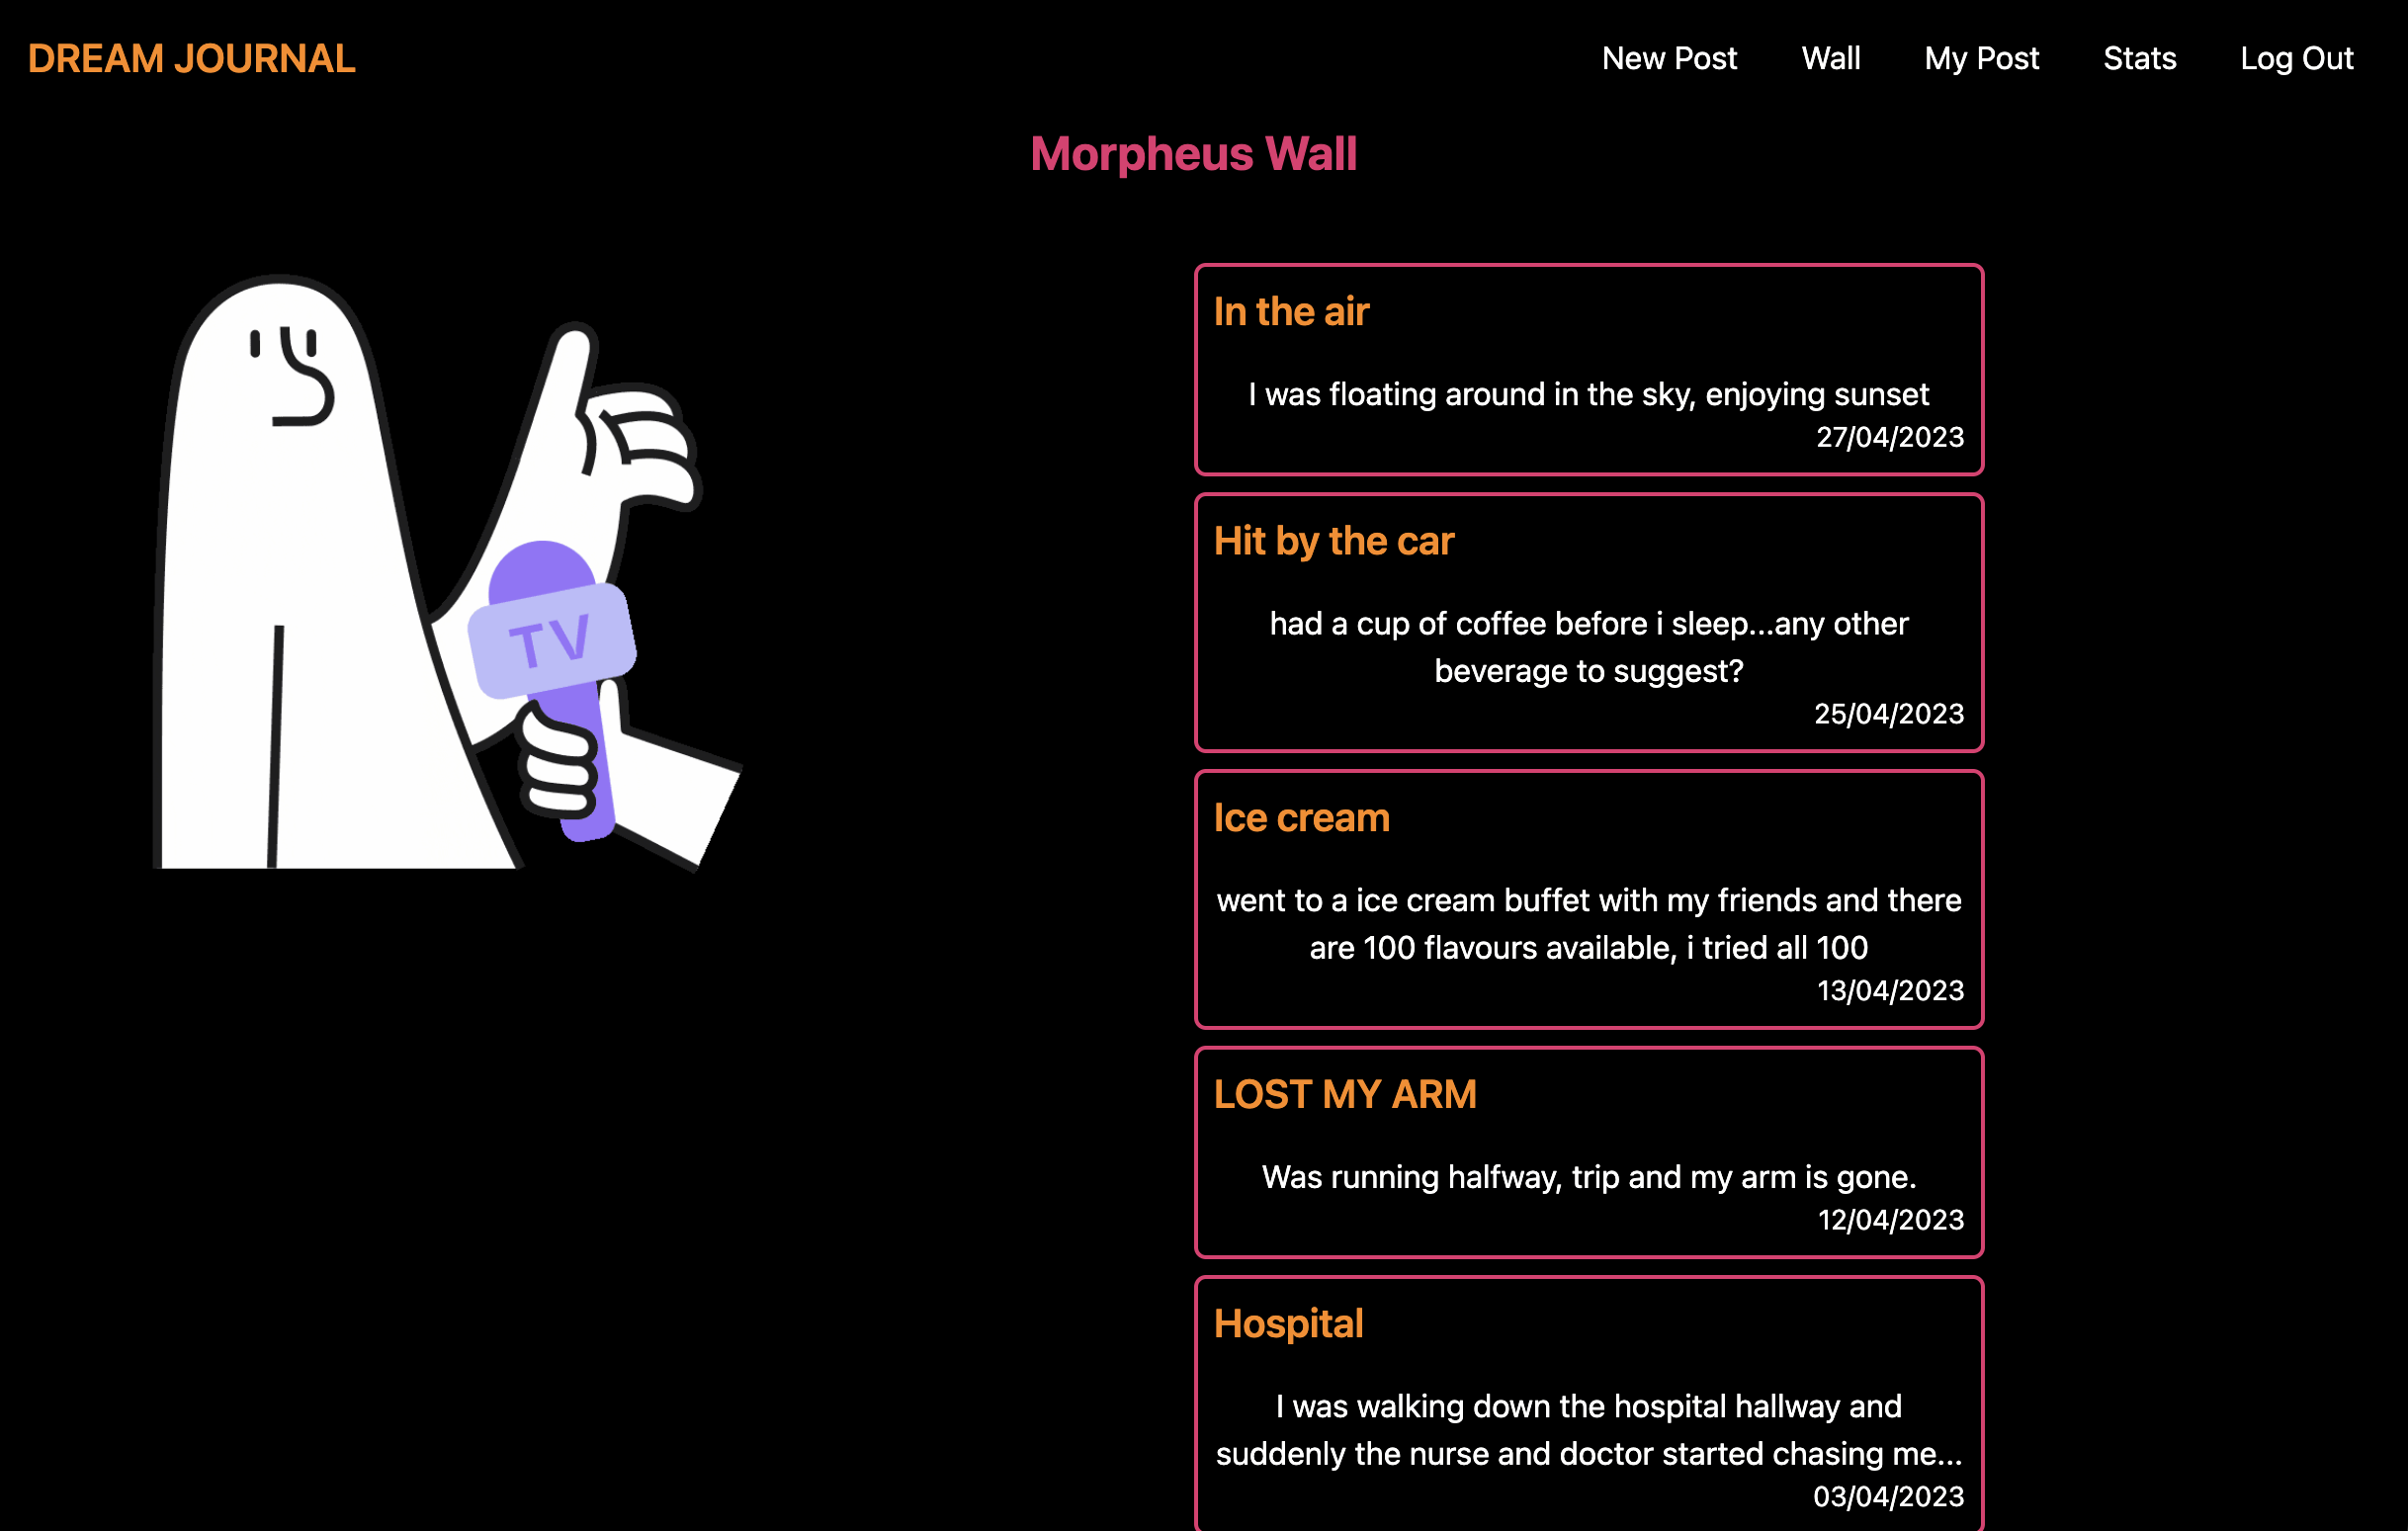 DREAM JOURNAL
New Post
Wall
My Post
Stats
Log Out
Morpheus Wall
TV
In the air
I was floating around in the sky, enjoying sunset
27/04/2023
Hit by the car
had a cup of coffee before i sleep...any other
beverage to suggest?
25/04/2023
Ice cream
went to a ice cream buffet with my friends and there
are 100 flavours available, i tried all 100
13/04/2023
LOST MY ARM
Was running halfway, trip and my arm is gone.
12/04/2023
Hospital
I was walking down the hospital hallway and
suddenly the nurse and doctor started chasing me...
03/04/2023